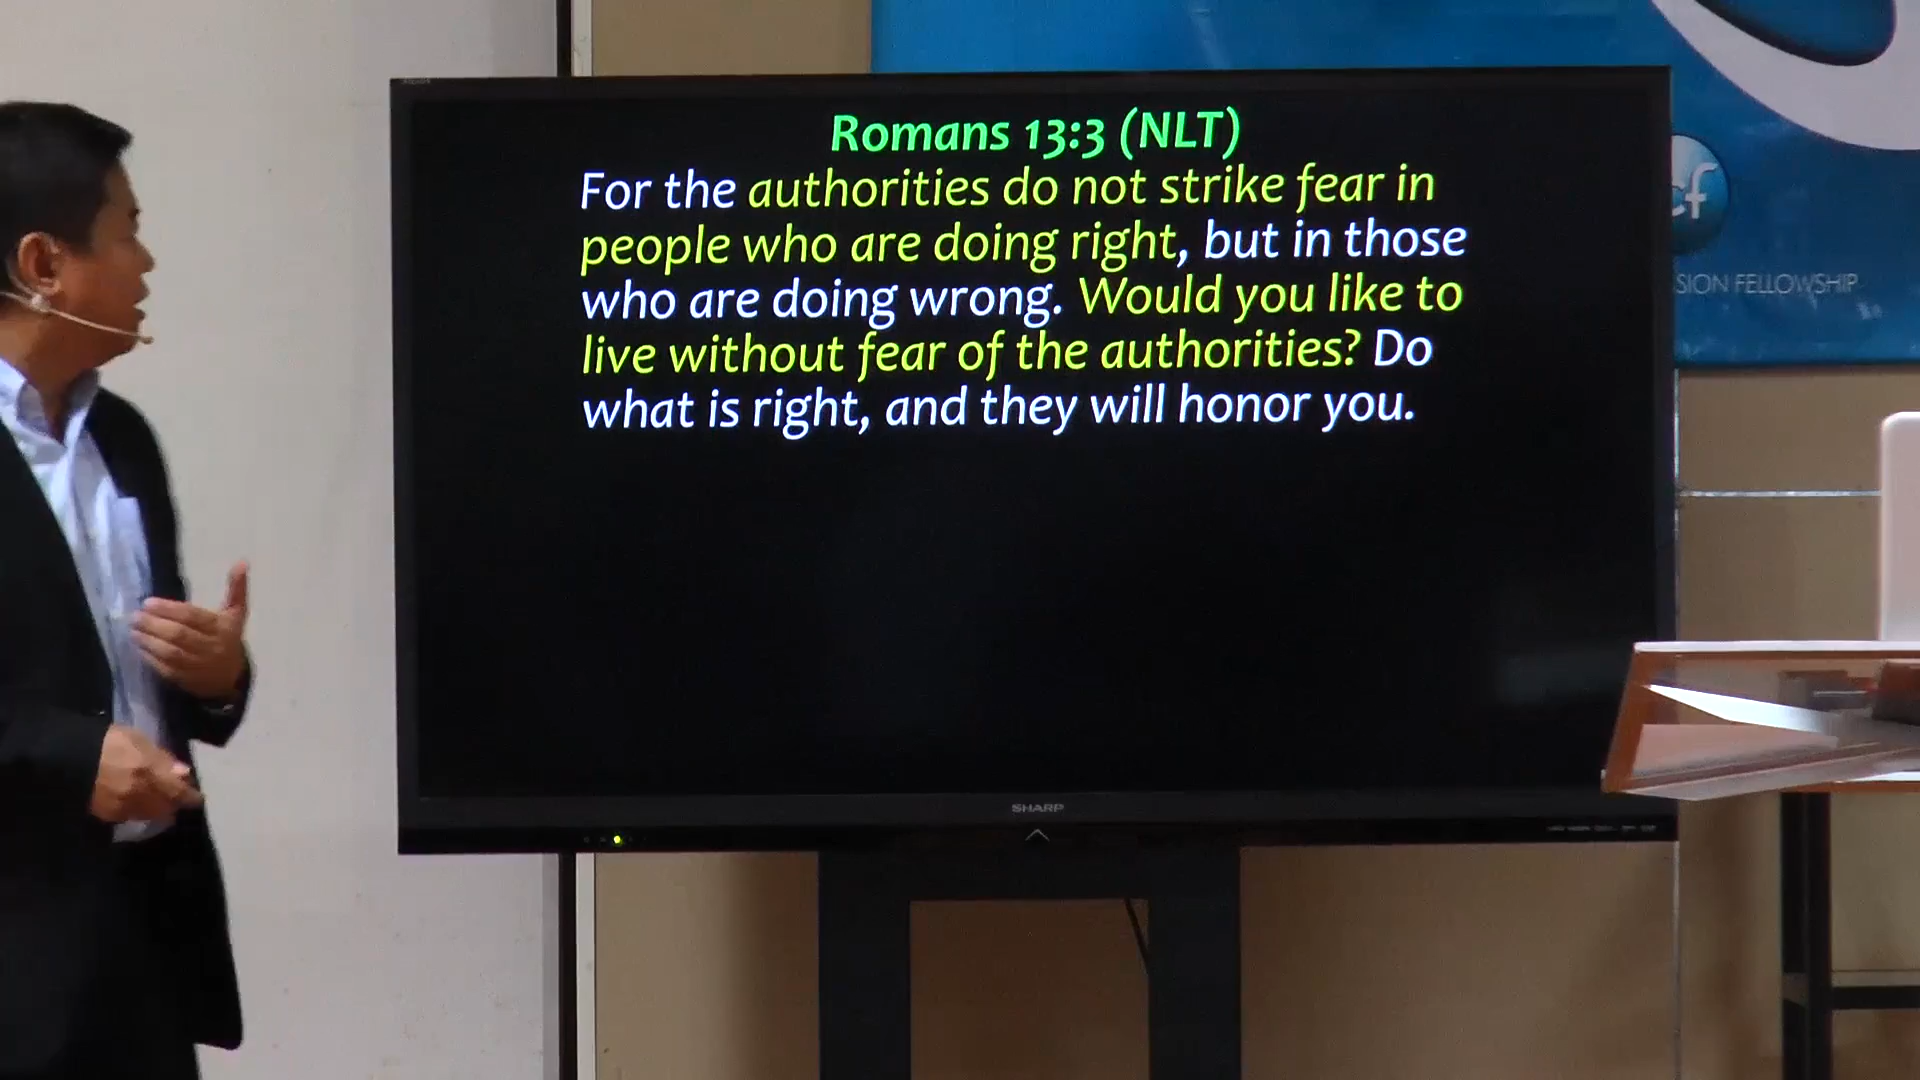 Romans 13:3 (NLT)
For the authorities do not strike fear in
people who are doing right, but in those
who are doing wrong. Would you like to
live without fear of the authorities? Do
what is right, and they will honor you.
cf
SION FELLOWSHIP
SHARP